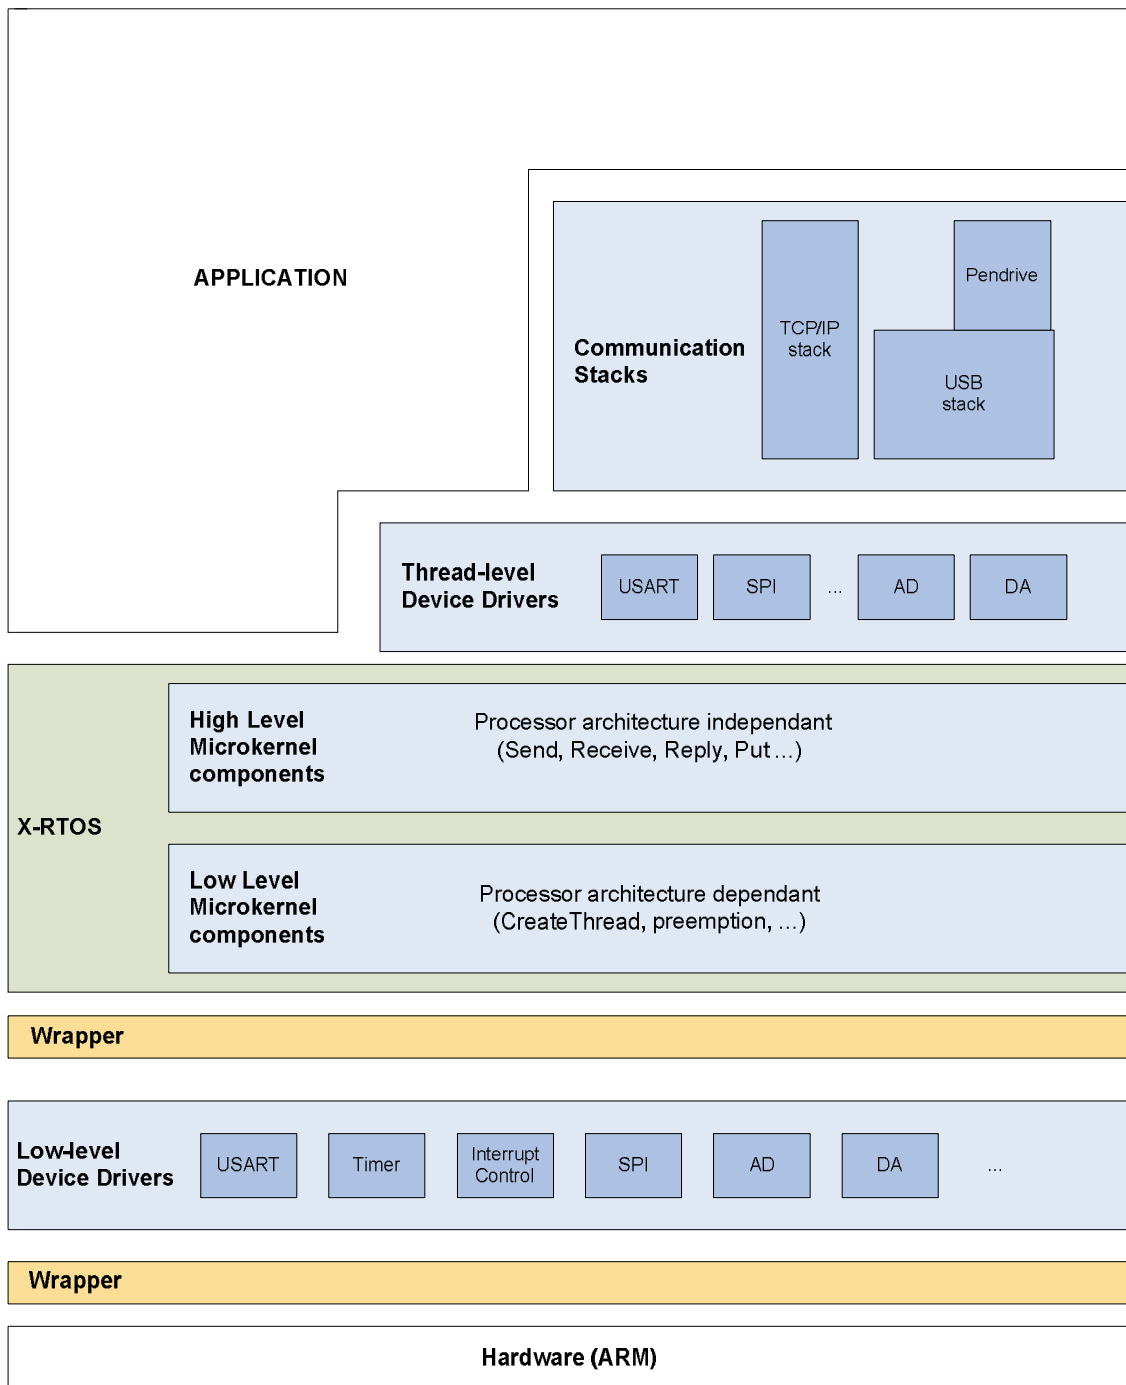 APPLICATION
Communication
Stacks
TCP/IP
stack
Pendrive
USB
stack
Thread-level
Device Drivers
USART
SPI
...
AD
DA
X-RTOS
High Level
Microkernel
components
Processor architecture independant
(Send, Receive, Reply, Put ...)
Low Level
Microkernel
components
Processor architecture dependant
(CreateThread, preemption, ...)
Wrapper
Low-level
Device Drivers
USART
Timer
Interrupt
Control
SPI
AD
DA
...
Wrapper
Hardware (ARM)